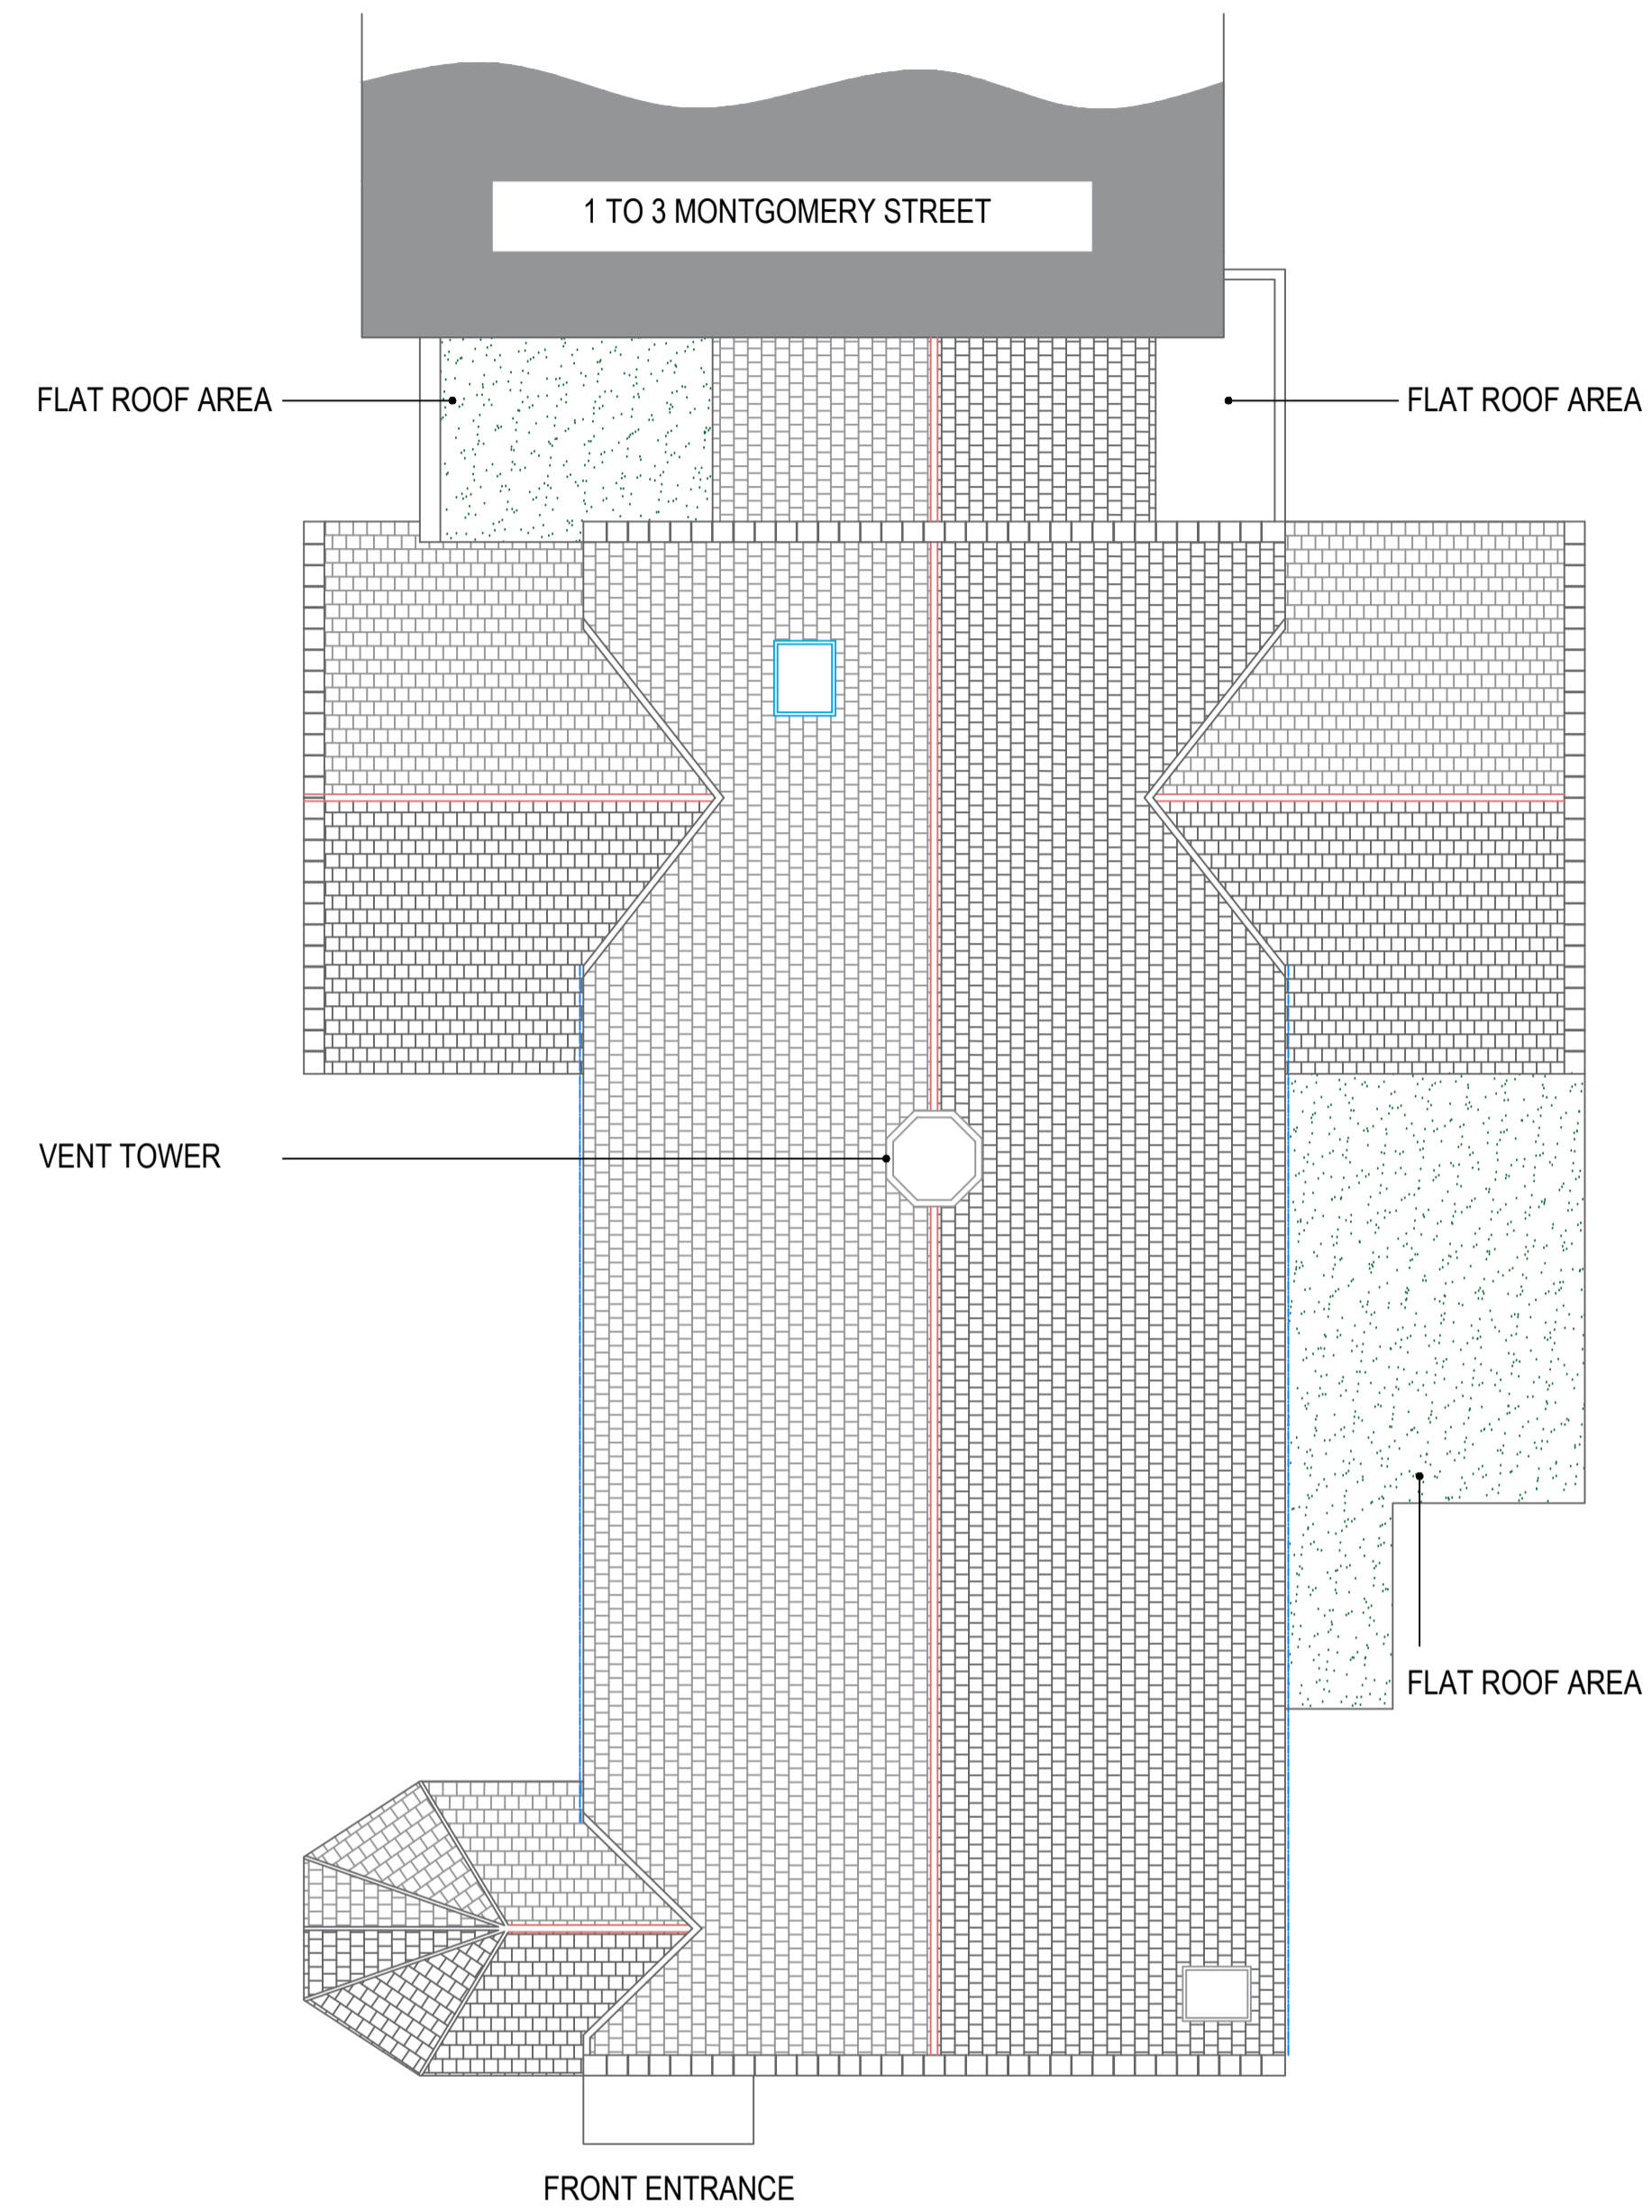 1 TO 3 MONTGOMERY STREET
FLAT ROOF AREA
FLAT ROOF AREA
VENT TOWER
FLAT ROOF AREA
FRONT ENTRANCE